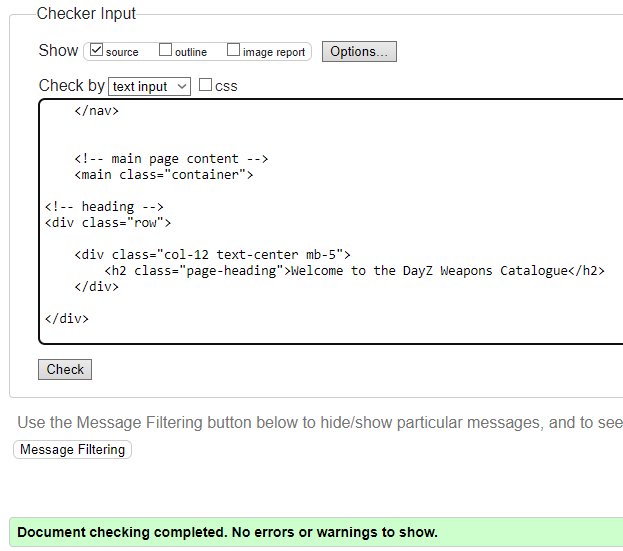 Checker Input
Show source outline image report Options...
Check by text input css
</nav>
<!-- main page content -->
<main class="container">
<!-- heading -->
<div class="row">
<div class="col-12 text-center mb-5">
<h2 class="page-heading">Welcome to the DayZ Weapons Catalogue</h2>
</div>
</div>
Check
Use the Message Filtering button below to hide/show particular messages, and to see
Message Filtering
Document checking completed. No errors or warnings to show.